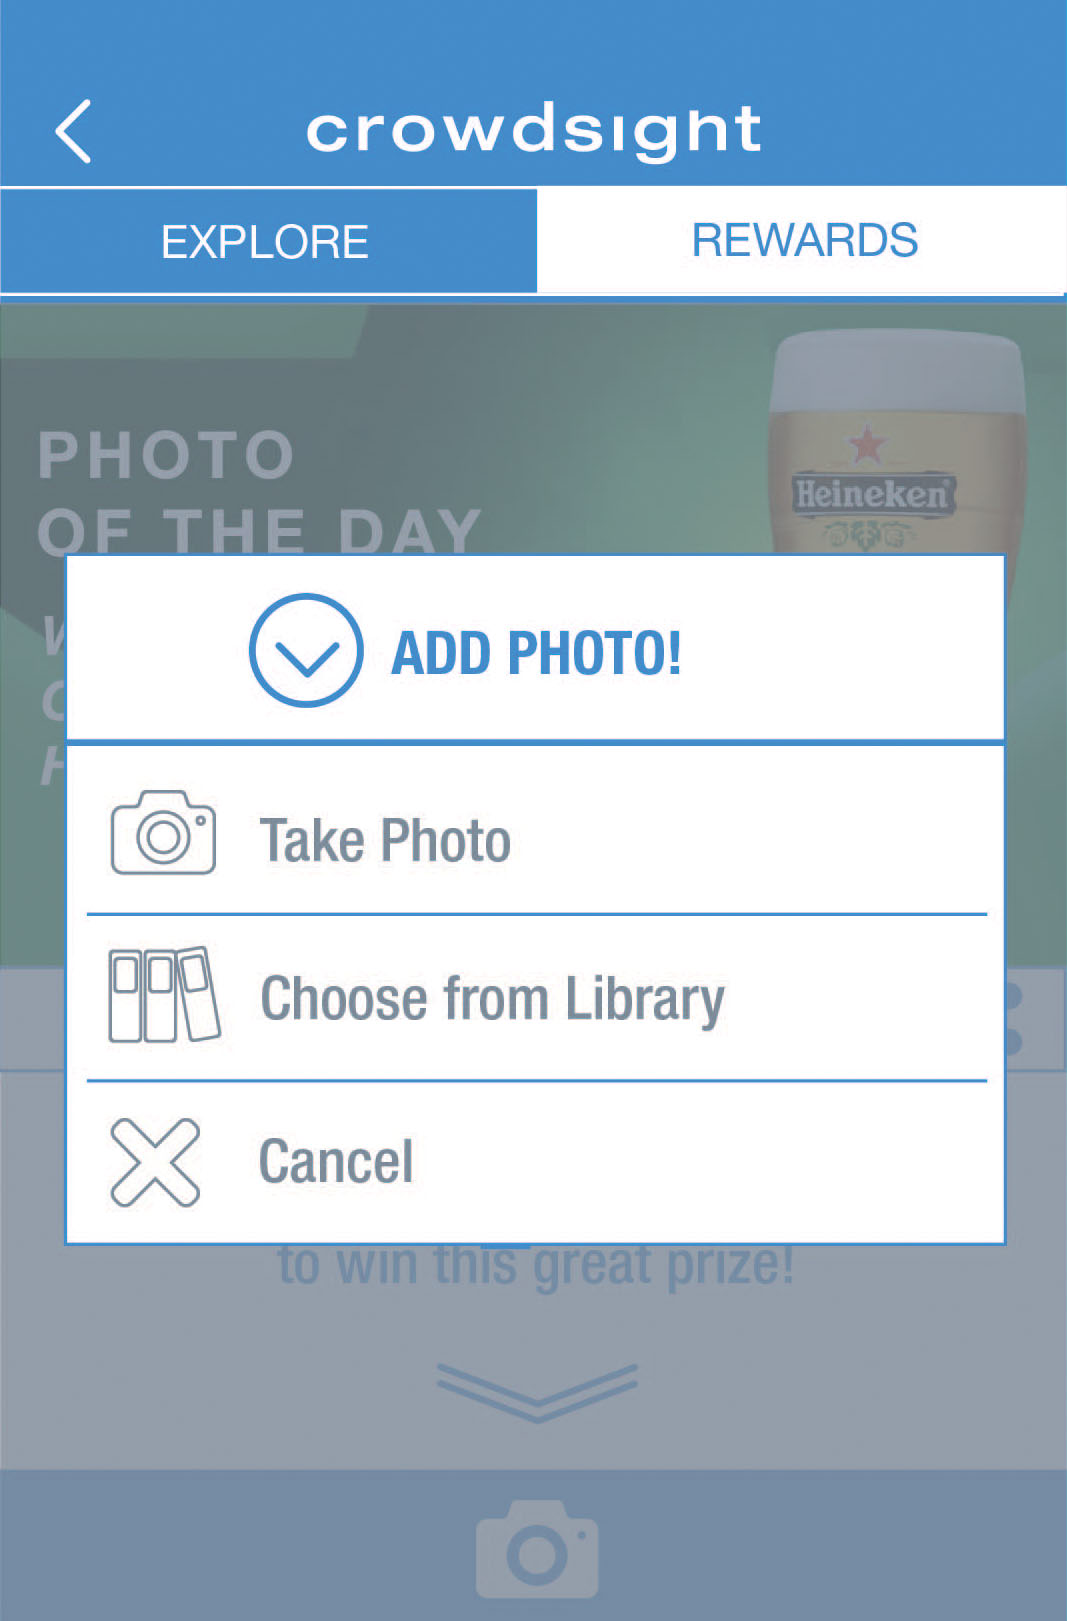 crowdsight
EXPLORE
REWARDS
PHOTO
OF THE DAY
Heineken
ADD PHOTO!
Take Photo
Choose from Library
Cancel
to win this great prize!